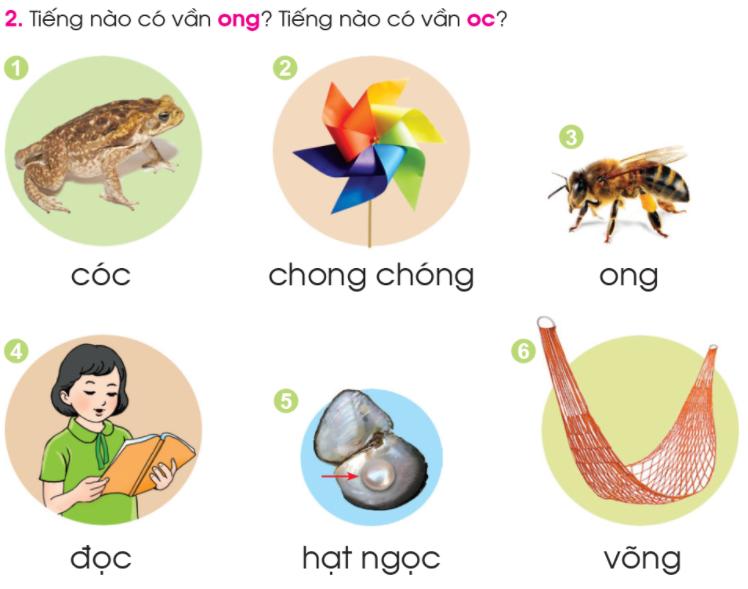 2. Tiếng nào có vần ong? Tiếng nào có vần oc?
1
2
3
cóc
chong chóng
ong
4
5
6
đọc
hạt ngọc
võng